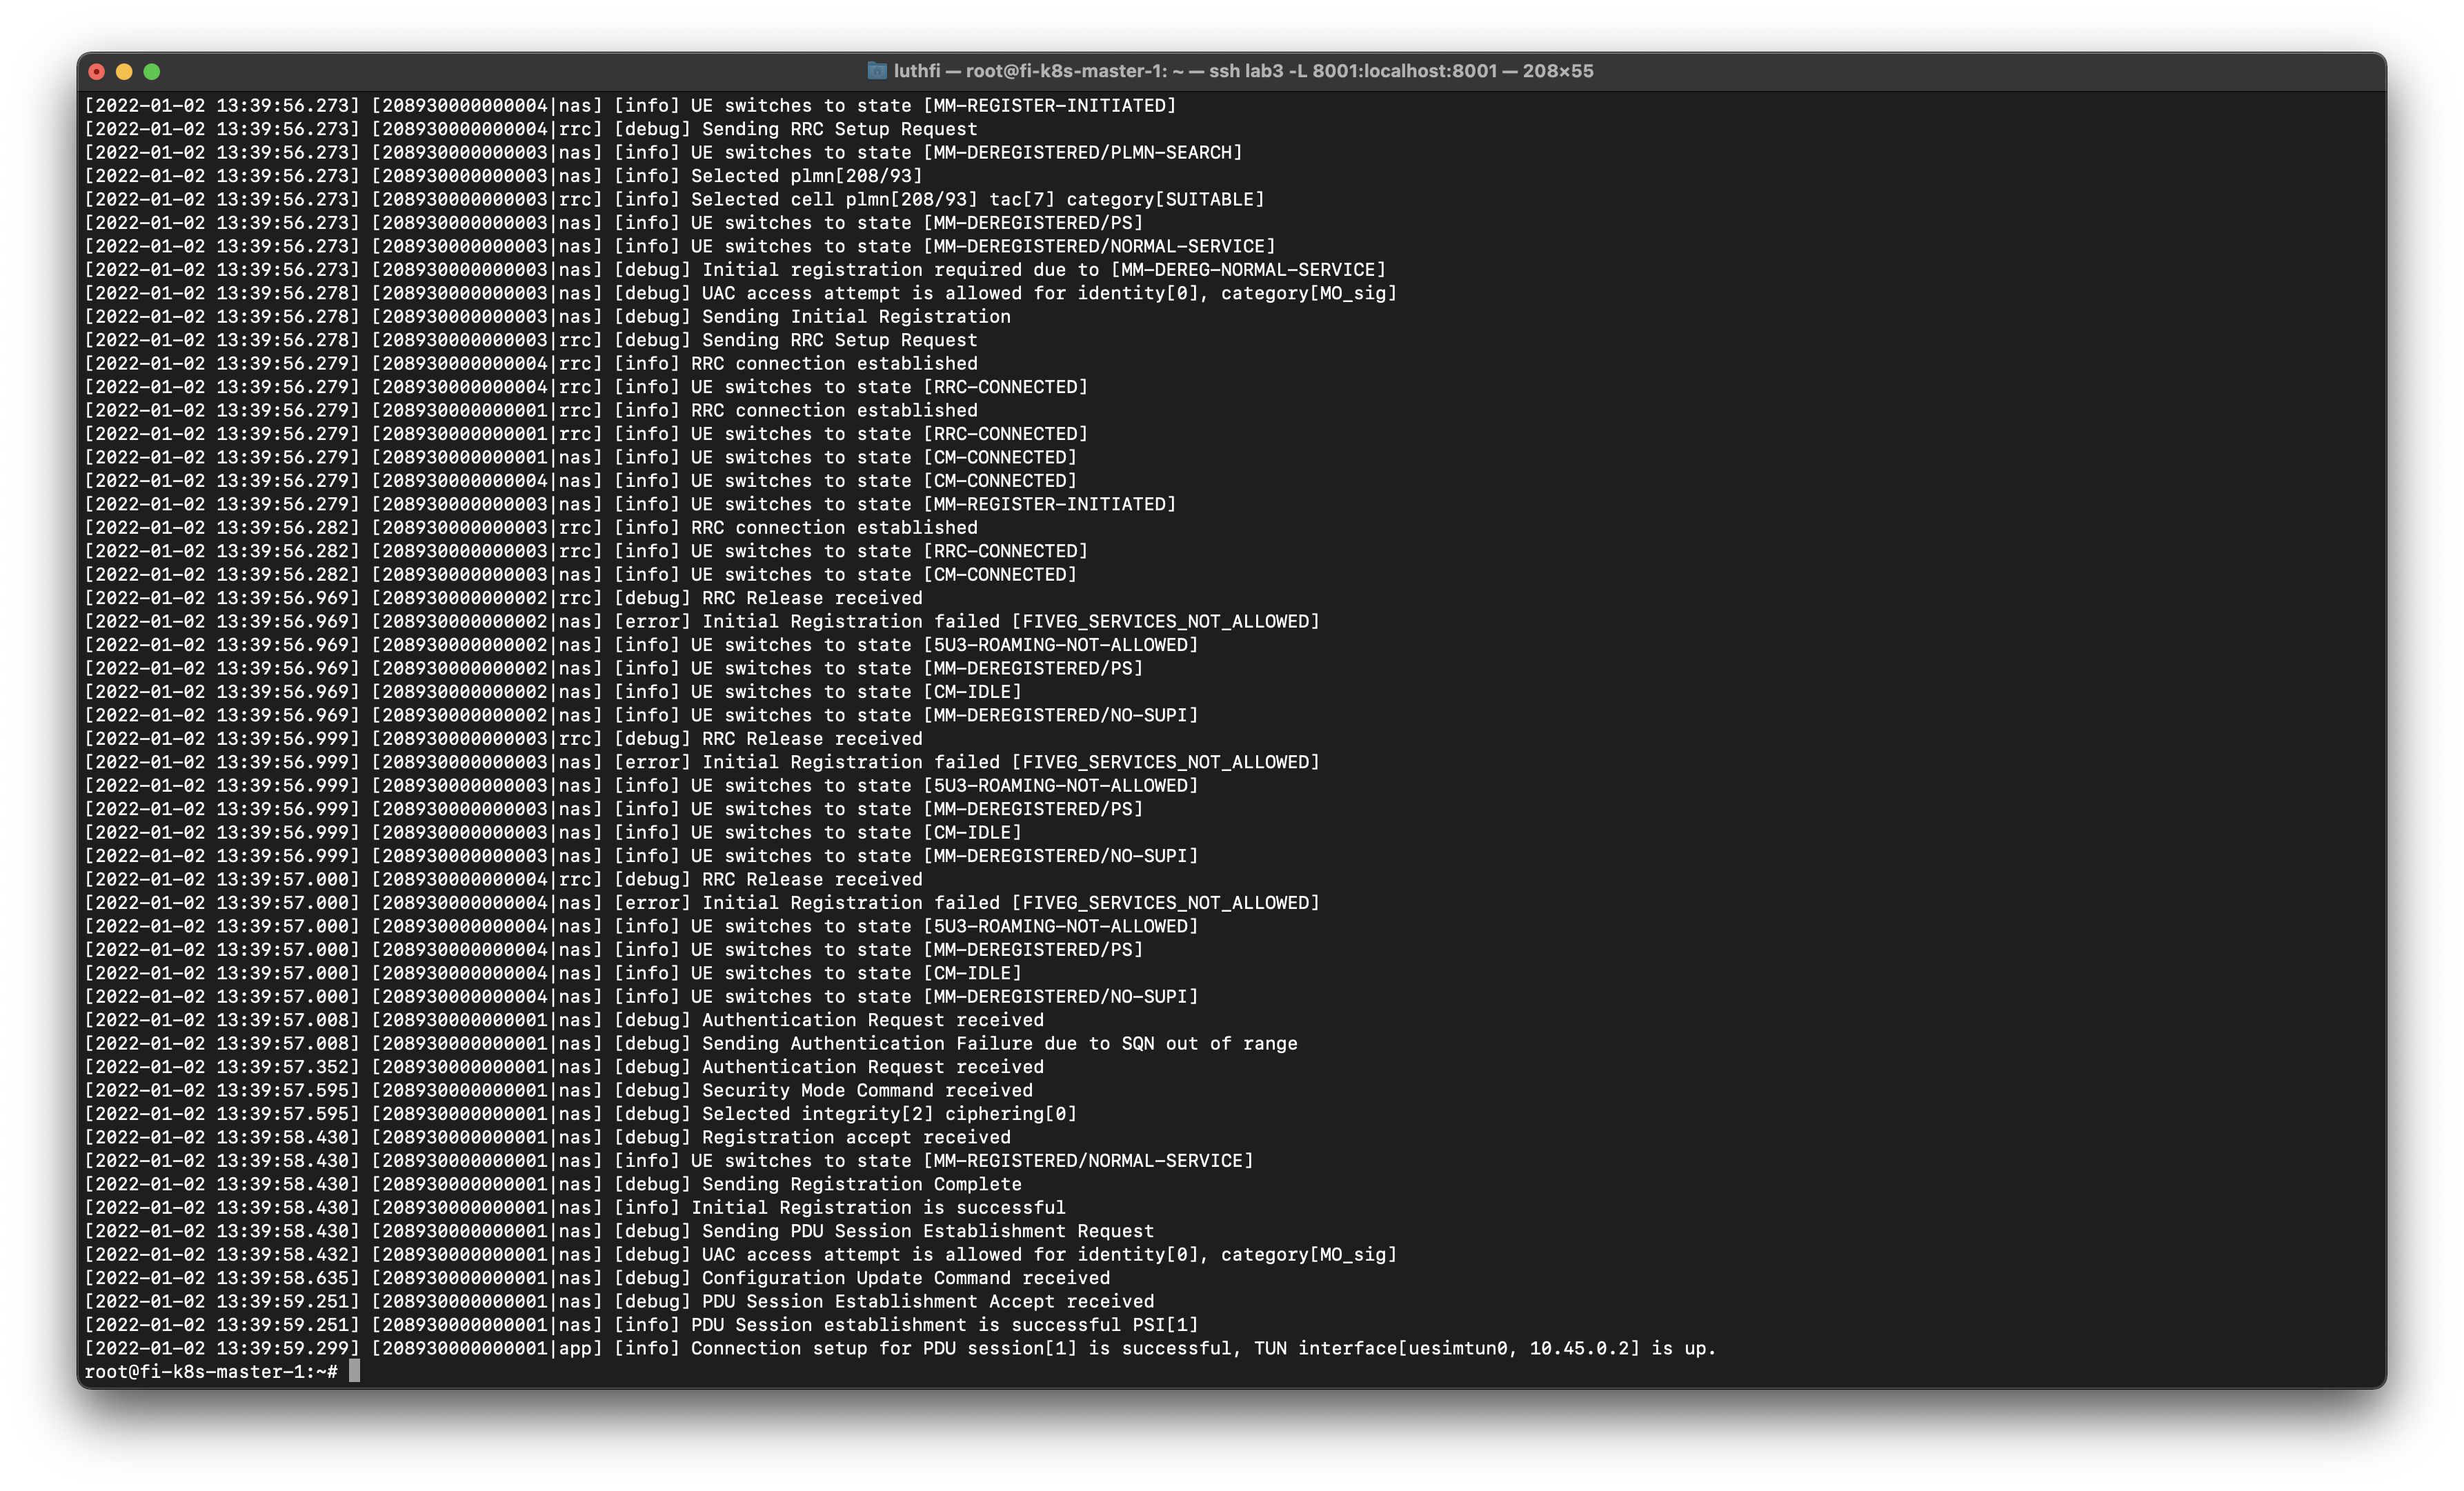 luthfi — root@fi-k8s-master-1: ~ — ssh lab3 -L 8001:localhost:8001 — 208×55
[2022-01-02 13:39:56.273] [208930000000004|nas] [info] UE switches to state [MM-REGISTER-INITIATED]
[2022-01-02 13:39:56.273] [208930000000004|rrc] [debug] Sending RRC Setup Request
[2022-01-02 13:39:56.273] [208930000000003|nas] [info] UE switches to state [MM-DEREGISTERED/PLMN-SEARCH]
[2022-01-02 13:39:56.273] [208930000000003|nas] [info] Selected plmn[208/93]
[2022-01-02 13:39:56.273] [208930000000003|rrc] [info] Selected cell plmn[208/93] tac[7] category[SUITABLE]
[2022-01-02 13:39:56.273] [208930000000003|nas] [info] UE switches to state [MM-DEREGISTERED/PS]
[2022-01-02 13:39:56.273] [208930000000003|nas] [info] UE switches to state [MM-DEREGISTERED/NORMAL-SERVICE]
[2022-01-02 13:39:56.273] [208930000000003|nas] [debug] Initial registration required due to [MM-DEREG-NORMAL-SERVICE]
[2022-01-02 13:39:56.278] [208930000000003|nas] [debug] UAC access attempt is allowed for identity[0], category[MO_sig]
[2022-01-02 13:39:56.278] [208930000000003|nas] [debug] Sending Initial Registration
[2022-01-02 13:39:56.278] [208930000000003|rrc] [debug] Sending RRC Setup Request
[2022-01-02 13:39:56.279] [208930000000004|rrc] [info] RRC connection established
[2022-01-02 13:39:56.279] [208930000000004|rrc] [info] UE switches to state [RRC-CONNECTED]
[2022-01-02 13:39:56.279] [208930000000001|rrc] [info] RRC connection established
[2022-01-02 13:39:56.279] [208930000000001|rrc] [info] UE switches to state [RRC-CONNECTED]
[2022-01-02 13:39:56.279] [208930000000001|nas] [info] UE switches to state [CM-CONNECTED]
[2022-01-02 13:39:56.279] [208930000000004|nas] [info] UE switches to state [CM-CONNECTED]
[2022-01-02 13:39:56.279] [208930000000003|nas] [info] UE switches to state [MM-REGISTER-INITIATED]
[2022-01-02 13:39:56.282] [208930000000003|rrc] [info] RRC connection established
[2022-01-02 13:39:56.282] [208930000000003|rrc] [info] UE switches to state [RRC-CONNECTED]
[2022-01-02 13:39:56.282] [208930000000003|nas] [info] UE switches to state [CM-CONNECTED]
[2022-01-02 13:39:56.969] [208930000000002|rrc] [debug] RRC Release received
[2022-01-02 13:39:56.969] [208930000000002|nas] [error] Initial Registration failed [FIVEG_SERVICES_NOT_ALLOWED]
[2022-01-02 13:39:56.969] [208930000000002|nas] [info] UE switches to state [5U3-ROAMING-NOT-ALLOWED]
[2022-01-02 13:39:56.969] [208930000000002|nas] [info] UE switches to state [MM-DEREGISTERED/PS]
[2022-01-02 13:39:56.969] [208930000000002|nas] [info] UE switches to state [CM-IDLE]
[2022-01-02 13:39:56.969] [208930000000002|nas] [info] UE switches to state [MM-DEREGISTERED/NO-SUPI]
[2022-01-02 13:39:56.999] [208930000000003|rrc] [debug] RRC Release received
[2022-01-02 13:39:56.999] [208930000000003|nas] [error] Initial Registration failed [FIVEG_SERVICES_NOT_ALLOWED]
[2022-01-02 13:39:56.999] [208930000000003|nas] [info] UE switches to state [5U3-ROAMING-NOT-ALLOWED]
[2022-01-02 13:39:56.999] [208930000000003|nas] [info] UE switches to state [MM-DEREGISTERED/PS]
[2022-01-02 13:39:56.999] [208930000000003|nas] [info] UE switches to state [CM-IDLE]
[2022-01-02 13:39:56.999] [208930000000003|nas] [info] UE switches to state [MM-DEREGISTERED/NO-SUPI]
[2022-01-02 13:39:57.000] [208930000000004|rrc] [debug] RRC Release received
[2022-01-02 13:39:57.000] [208930000000004|nas] [error] Initial Registration failed [FIVEG_SERVICES_NOT_ALLOWED]
[2022-01-02 13:39:57.000] [208930000000004|nas] [info] UE switches to state [5U3-ROAMING-NOT-ALLOWED]
[2022-01-02 13:39:57.000] [208930000000004|nas] [info] UE switches to state [MM-DEREGISTERED/PS]
[2022-01-02 13:39:57.000] [208930000000004|nas] [info] UE switches to state [CM-IDLE]
[2022-01-02 13:39:57.000] [208930000000004|nas] [info] UE switches to state [MM-DEREGISTERED/NO-SUPI]
[2022-01-02 13:39:57.008] [208930000000001|nas] [debug] Authentication Request received
[2022-01-02 13:39:57.008] [208930000000001|nas] [debug] Sending Authentication Failure due to SQN out of range
[2022-01-02 13:39:57.352] [208930000000001|nas] [debug] Authentication Request received
[2022-01-02 13:39:57.595] [208930000000001|nas] [debug] Security Mode Command received
[2022-01-02 13:39:57.595] [208930000000001|nas] [debug] Selected integrity[2] ciphering[0]
[2022-01-02 13:39:58.430] [208930000000001|nas] [debug] Registration accept received
[2022-01-02 13:39:58.430] [208930000000001|nas] [info] UE switches to state [MM-REGISTERED/NORMAL-SERVICE]
[2022-01-02 13:39:58.430] [208930000000001|nas] [debug] Sending Registration Complete
[2022-01-02 13:39:58.430] [208930000000001|nas] [info] Initial Registration is successful
[2022-01-02 13:39:58.430] [208930000000001|nas] [debug] Sending PDU Session Establishment Request
[2022-01-02 13:39:58.432] [208930000000001|nas] [debug] UAC access attempt is allowed for identity[0], category[MO_sig]
[2022-01-02 13:39:58.635] [208930000000001|nas] [debug] Configuration Update Command received
[2022-01-02 13:39:59.251] [208930000000001|nas] [debug] PDU Session Establishment Accept received
[2022-01-02 13:39:59.251] [208930000000001|nas] [info] PDU Session establishment is successful PSI[1]
[2022-01-02 13:39:59.299] [208930000000001|app] [info] Connection setup for PDU session[1] is successful, TUN interface[uesimtun0, 10.45.0.2] is up.
root@fi-k8s-master-1:~#